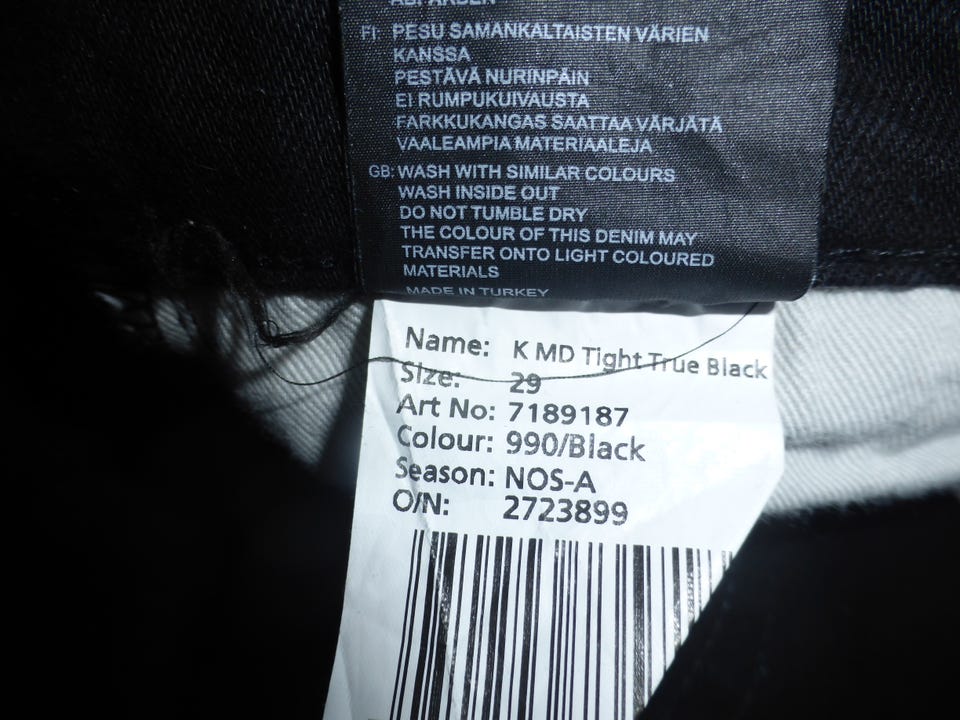 FI: PESU SAMANKALTAISTEN VÄRIEN
KANSSA
PESTÄVÄ NURINPÄIN
EI RUMPUKUIVAUSTA
FARKKUKANGAS SAATTAA VÄRJÄTÄ
VAALEAMPIA MATERIAALEJA
GB: WASH WITH SIMILAR COLOURS
WASH INSIDE OUT
DO NOT TUMBLE DRY
THE COLOUR OF THIS DENIM MAY
TRANSFER ONTO LIGHT COLOURED
MATERIALS
MADE IN TURKEY
Name: K MD Tight True Black
Size: 29
Art No: 7189187
Colour: 990/Black
Season: NOS-A
O/N: 2723899